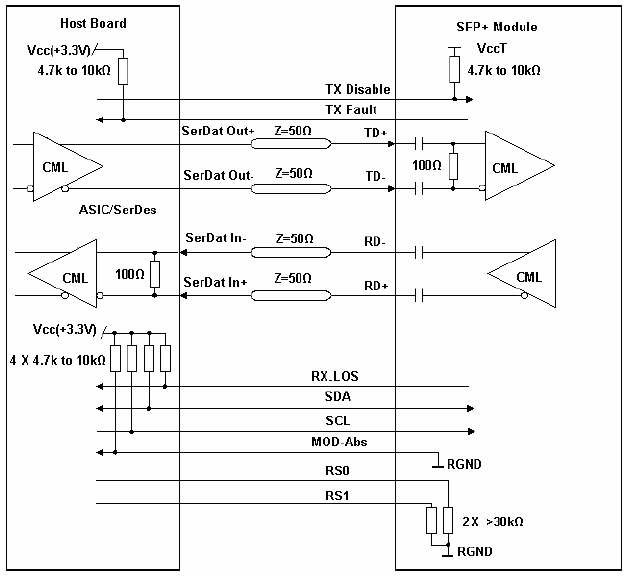 Host Board
SFP+ Module
Vcc(+3.3V)
4.7k to 10kΩ
VccT
4.7k to 10kΩ
TX Disable
TX Fault
SerDat Out+
Z=50Ω
TD+
CML
100Ω
CML
SerDat Out-
Z=50Ω
TD-
ASIC/SerDes
SerDat In-
Z=50Ω
RD-
CML
100Ω
CML
SerDat In+
Z=50Ω
RD+
Vcc(+3.3V)
4 X 4.7k to 10kΩ
RX_LOS
SDA
SCL
MOD-Abs
RGND
RS0
RS1
2 X >30kΩ
RGND